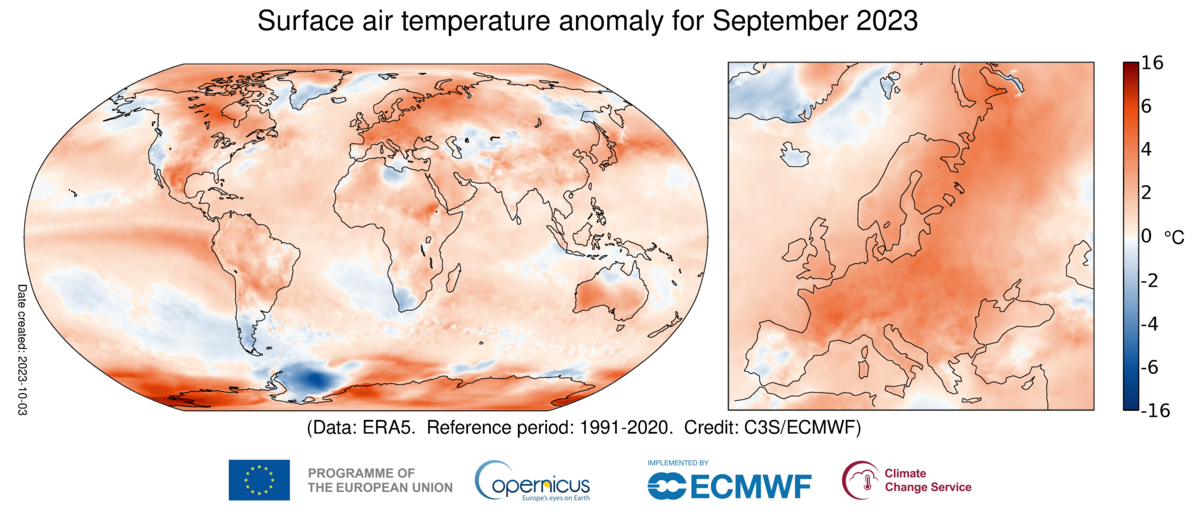 Surface air temperature anomaly for September 2023
16
6
4
2
0 °C
-2
-4
-6
-16
Date created: 2023-10-03
(Data: ERA5.  Reference period: 1991-2020.  Credit: C3S/ECMWF)
PROGRAMME OF
THE EUROPEAN UNION
opernicus
Europe's eyes on Earth
IMPLEMENTED BY
ECMWF
Climate
Change Service